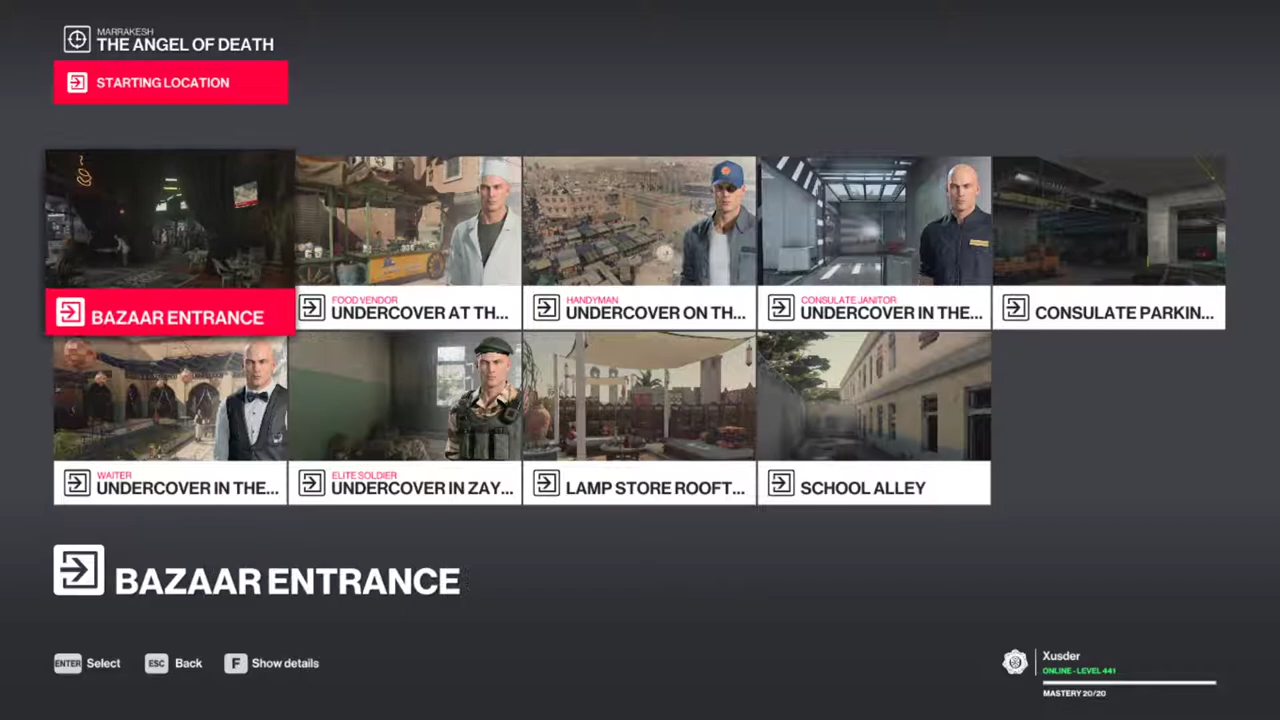 MARRAKESH
THE ANGEL OF DEATH
STARTING LOCATION
BAZAAR ENTRANCE
FOOD VENDOR
UNDERCOVER AT TH...
HANDYMAN
UNDERCOVER ON TH...
CONSULATE JANITOR
UNDERCOVER IN THE...
CONSULATE PARKIN...
WAITER
UNDERCOVER IN THE...
ELITE SOLDIER
UNDERCOVER IN ZAY...
LAMP STORE ROOFT...
SCHOOL ALLEY
BAZAAR ENTRANCE
ENTER Select ESC Back F Show details
Xusder
ONLINE - LEVEL 441
MASTERY 20/20